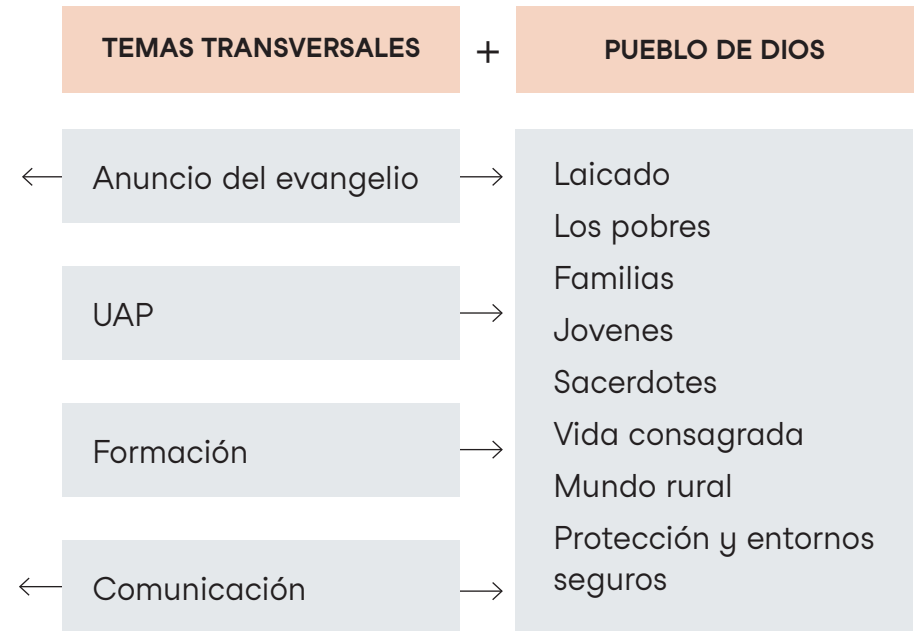 TEMAS TRANSVERSALES + PUEBLO DE DIOS
Anuncio del evangelio
UAP
Formación
Comunicación
Laicado
Los pobres
Familias
Jovenes
Sacerdotes
Vida consagrada
Mundo rural
Protección y entornos
seguros